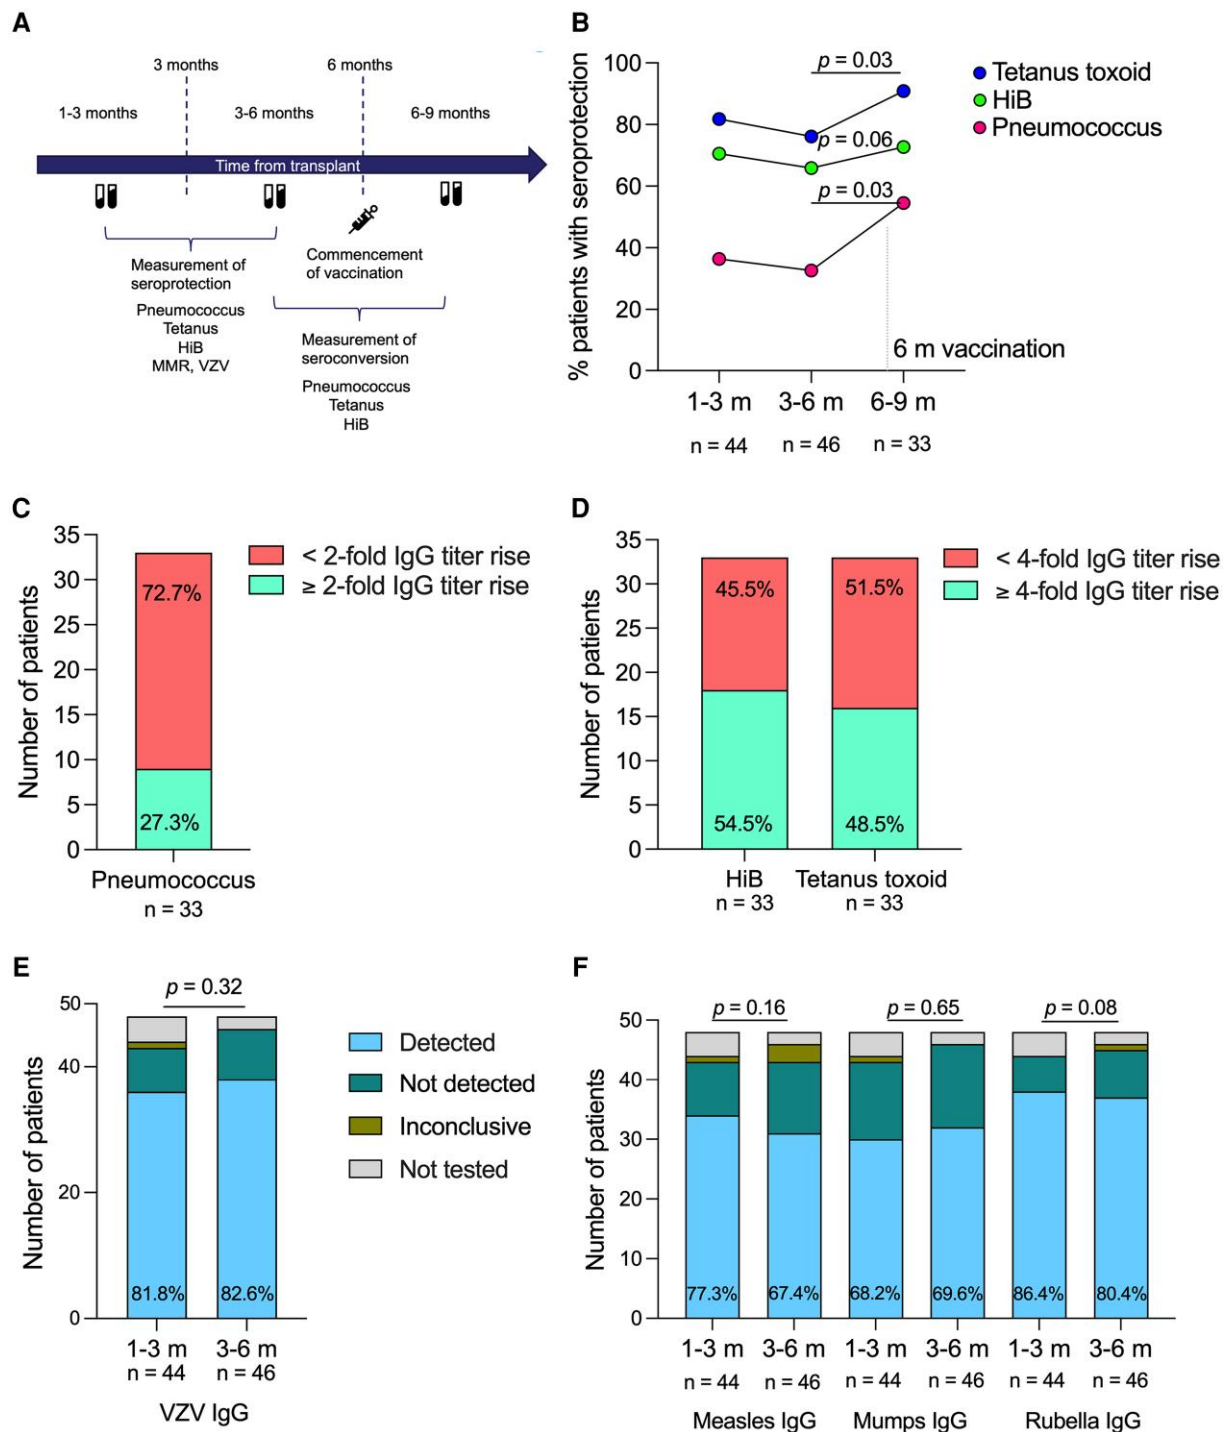 A
3 months
6 months
1-3 months
3-6 months
6-9 months
Time from transplant
Measurement of
seroprotection
Pneumococcus
Tetanus
HiB
MMR, VZV
Commencement
of vaccination
Measurement of
seroconversion
Pneumococcus
Tetanus
HiB
B
% patients with seroprotection
100
80
60
40
20
0
p = 0.03
p = 0.06
p = 0.03
6 m vaccination
Tetanus toxoid
HiB
Pneumococcus
1-3 m
3-6 m
6-9 m
n = 44
n = 46
n = 33
C
Number of patients
35
30
25
20
15
10
5
0
72.7%
27.3%
< 2-fold IgG titer rise
≥ 2-fold IgG titer rise
Pneumococcus
n = 33
D
Number of patients
35
30
25
20
15
10
5
0
45.5%
51.5%
54.5%
48.5%
< 4-fold IgG titer rise
≥ 4-fold IgG titer rise
HiB
Tetanus toxoid
n = 33
n = 33
E
Number of patients
50
40
20
0
p = 0.32
81.8%
82.6%
Detected
Not detected
Inconclusive
Not tested
1-3 m
3-6 m
n = 44
n = 46
VZV IgG
F
Number of patients
50
40
30
20
10
0
p = 0.16
p = 0.65
p = 0.08
77.3%
67.4%
68.2%
69.6%
86.4%
80.4%
1-3 m
3-6 m
1-3 m
3-6 m
1-3 m
3-6 m
n = 44
n = 46
n = 44
n = 46
n = 44
n = 46
Measles IgG
Mumps IgG
Rubella IgG